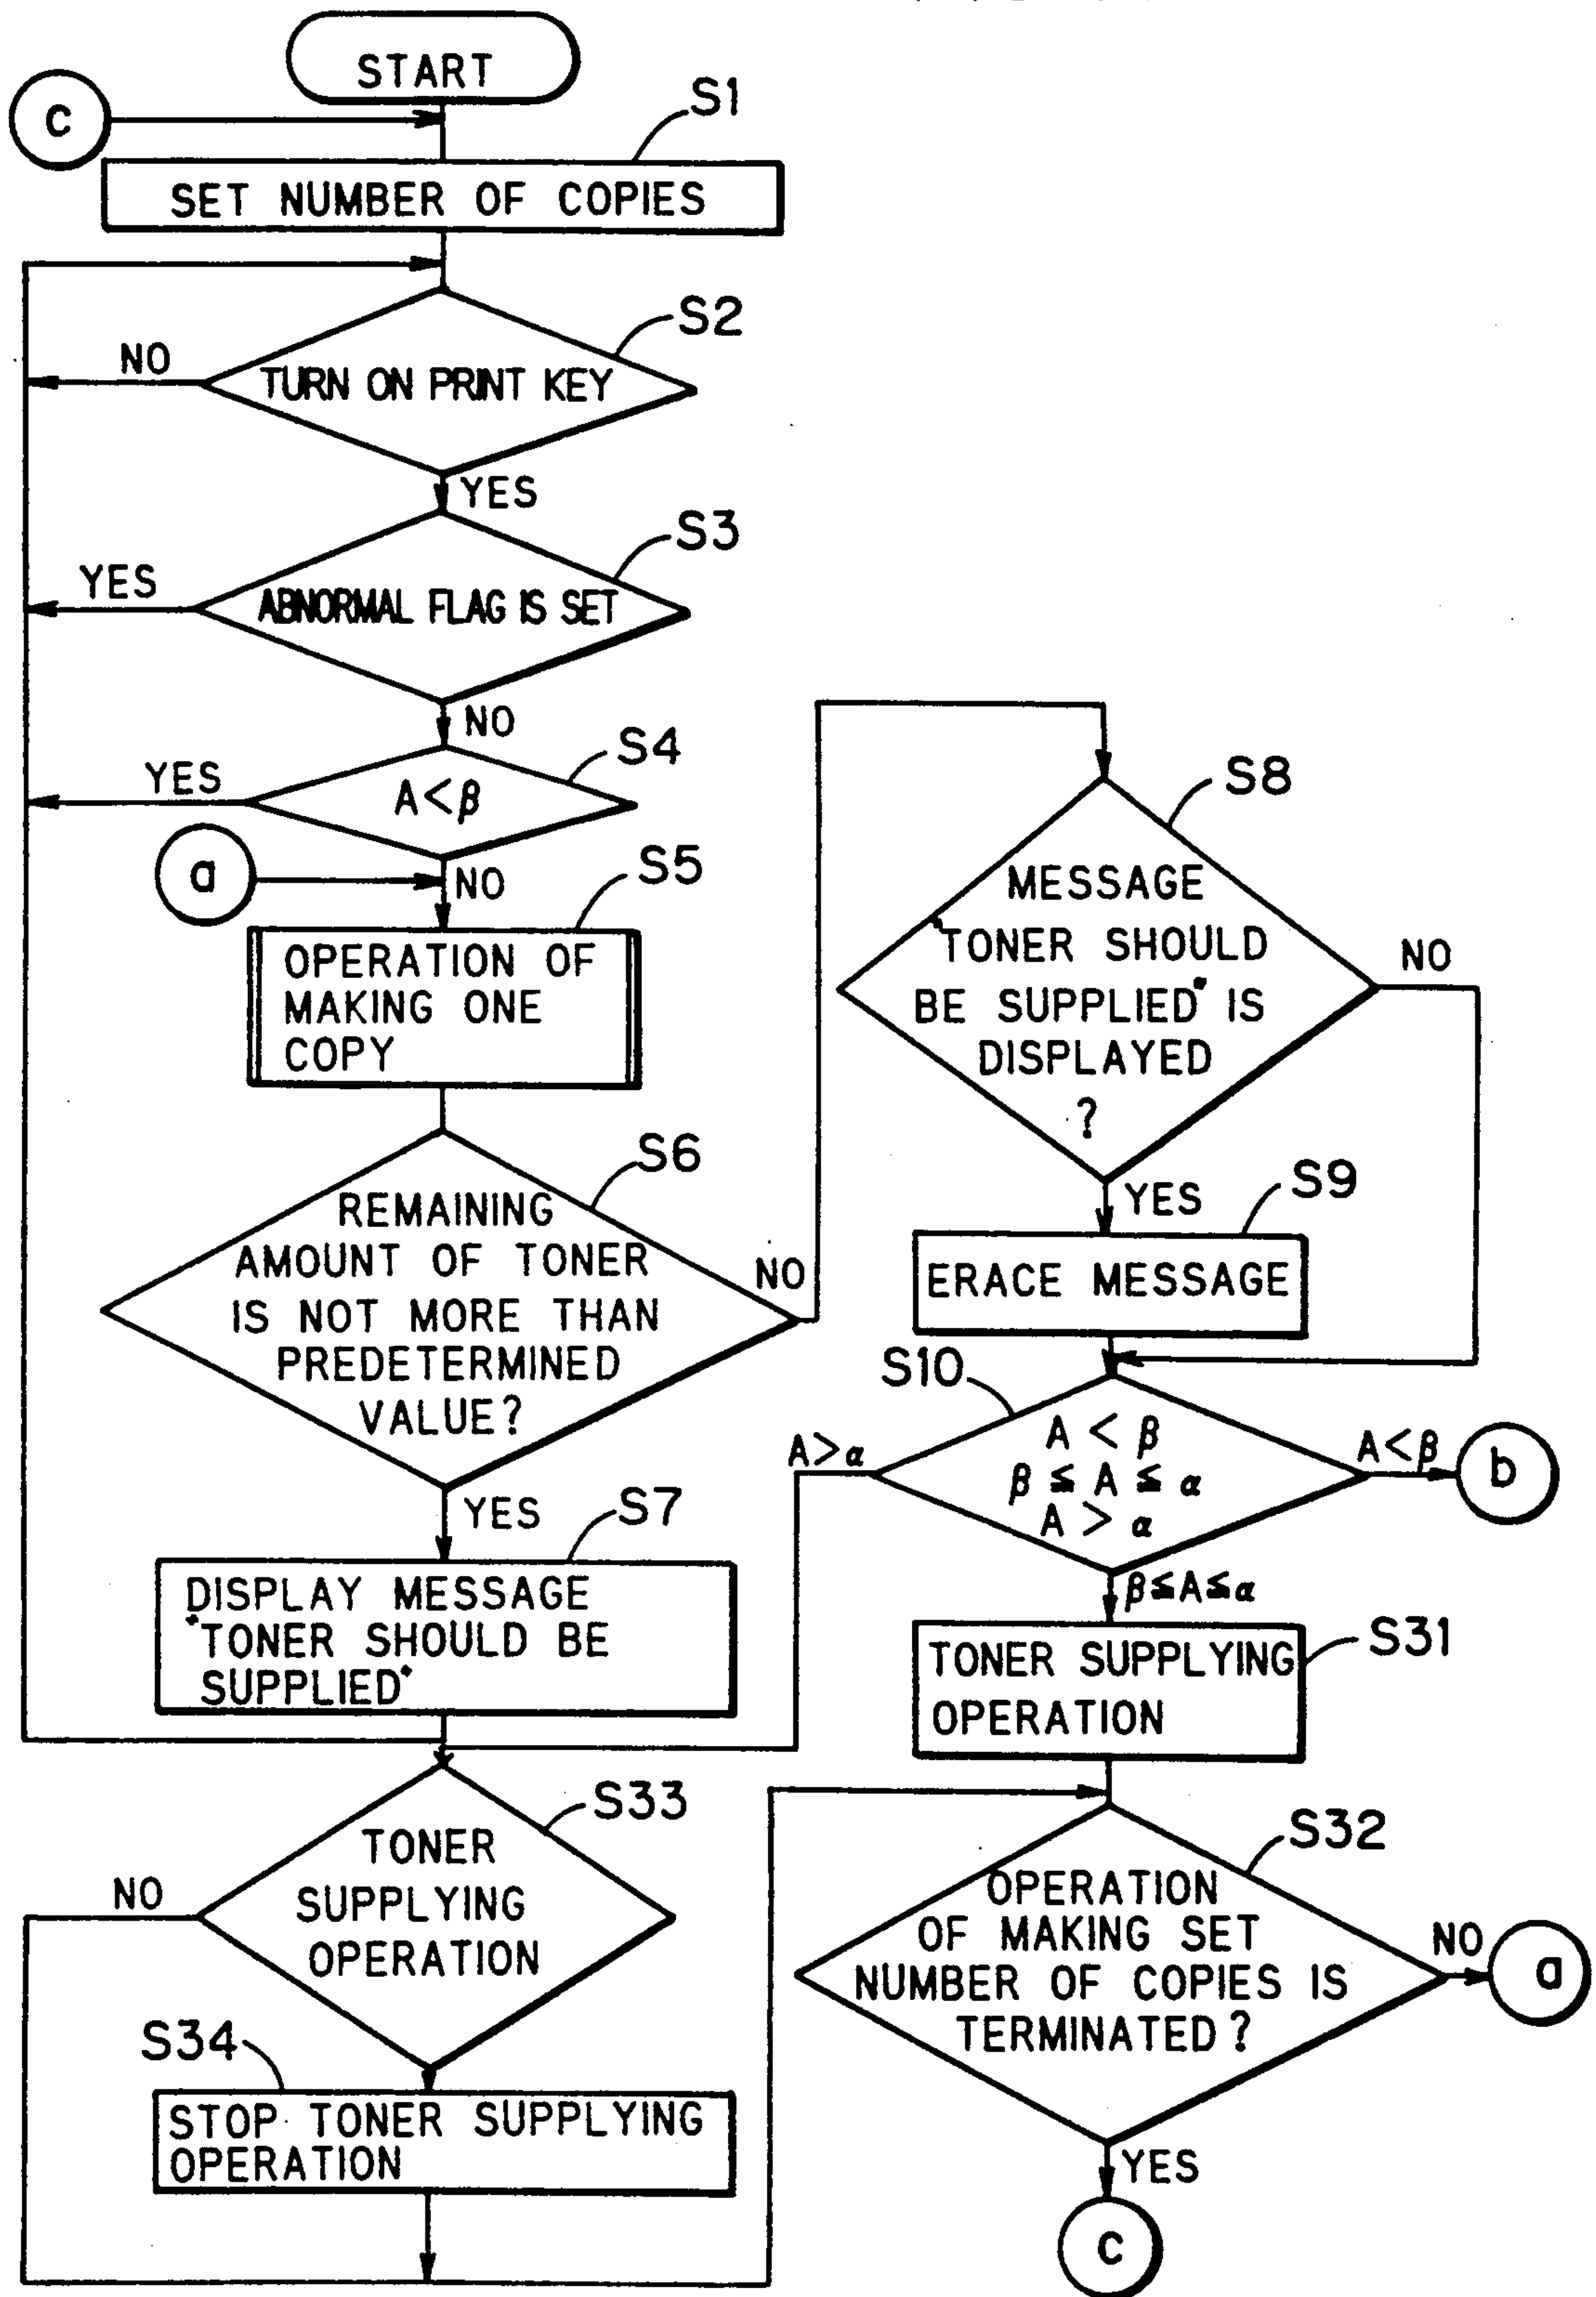 START
C
S1
SET NUMBER OF COPIES
S2
NO
TURN ON PRINT KEY
YES
S3
YES
ABNORMAL FLAG IS SET
NO
S4
YES
A<β
a
NO
S5
OPERATION OF
MAKING ONE
COPY
S6
REMAINING
AMOUNT OF TONER
IS NOT MORE THAN
PREDETERMINED
VALUE?
NO
YES
S7
DISPLAY MESSAGE
"TONER SHOULD BE
SUPPLIED"
S8
MESSAGE
"TONER SHOULD
BE SUPPLIED" IS
DISPLAYED
?
NO
YES
S9
ERACE MESSAGE
S10
A < β
β ≦ A ≦ α
A > α
A>α
A<β
b
β≦A≦α
TONER SUPPLYING
OPERATION
S31
S33
TONER
SUPPLYING
OPERATION
NO
S34
STOP TONER SUPPLYING
OPERATION
S32
OPERATION
OF MAKING SET
NUMBER OF COPIES IS
TERMINATED?
NO
a
YES
C